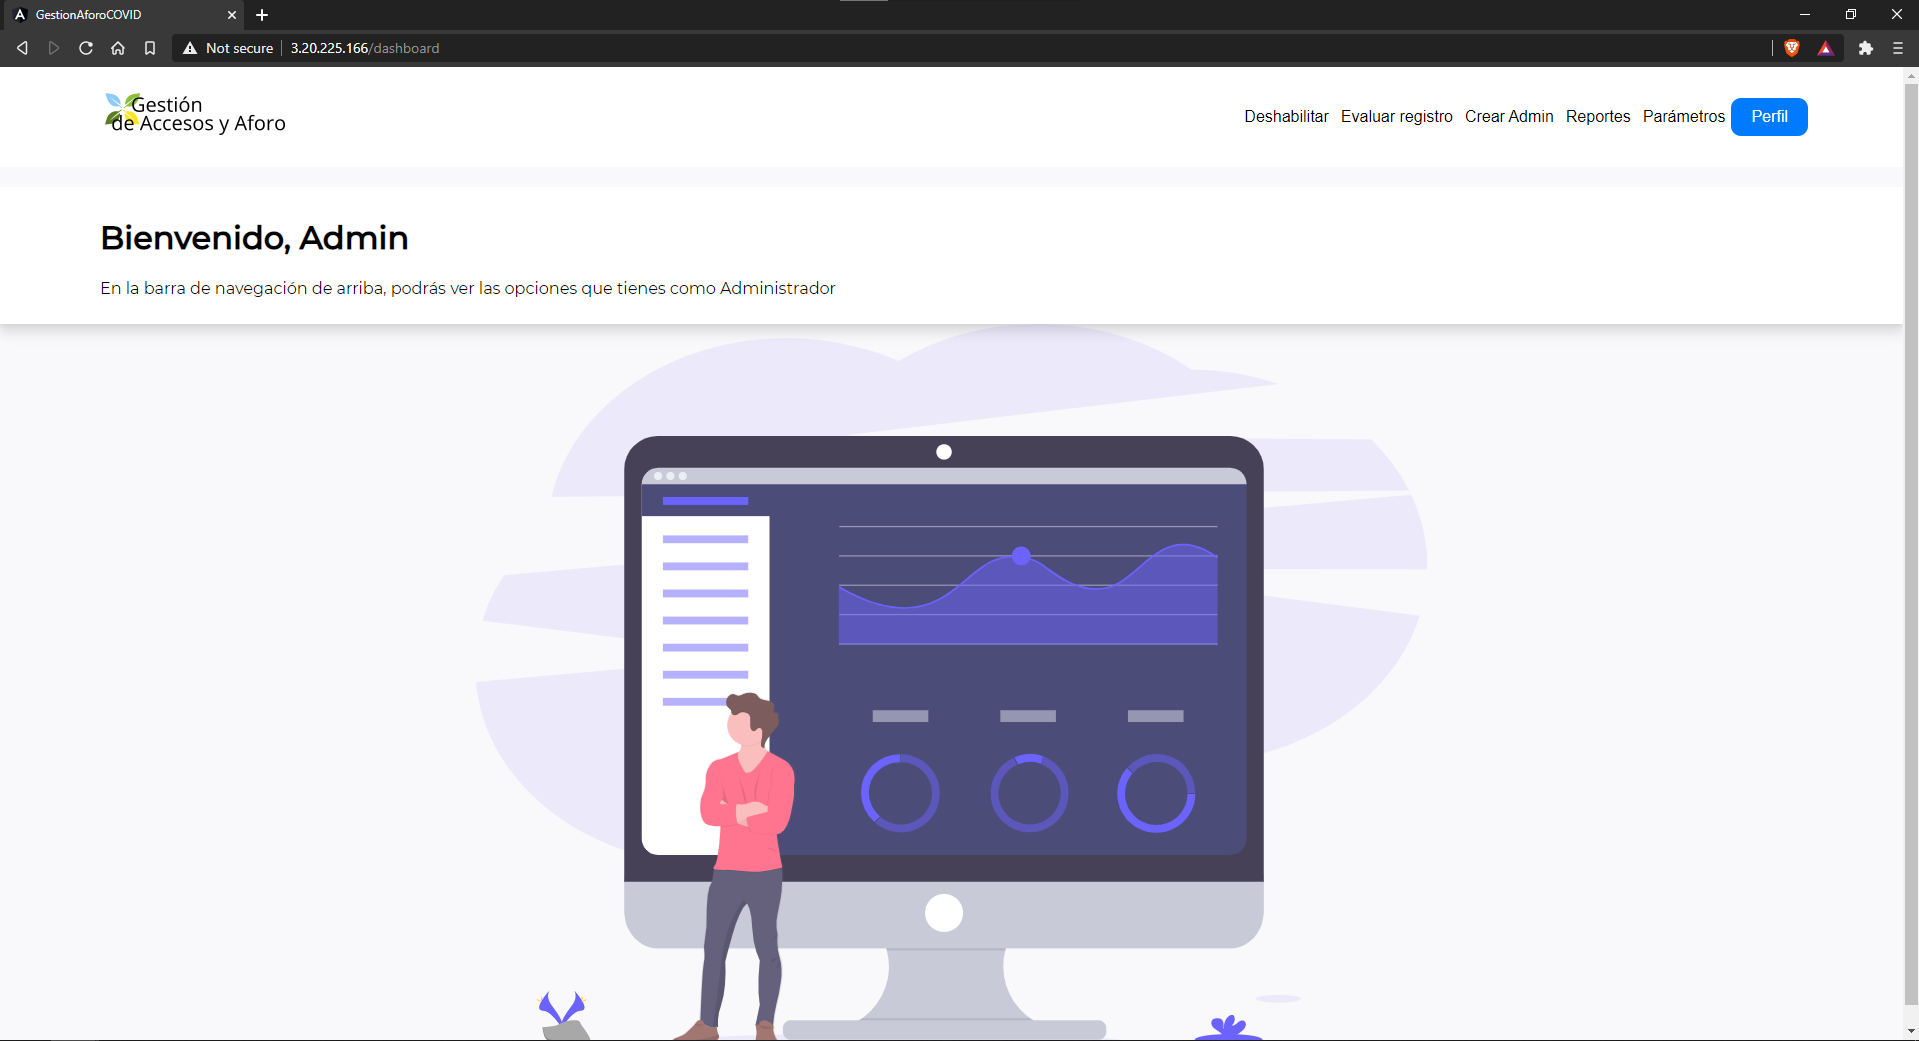 GestionAforoCOVID
Not secure
3.20.225.166/dashboard
Gestión
de Accesos y Aforo
Deshabilitar Evaluar registro Crear Admin Reportes Parámetros Perfil
Bienvenido, Admin
En la barra de navegación de arriba, podrás ver las opciones que tienes como Administrador